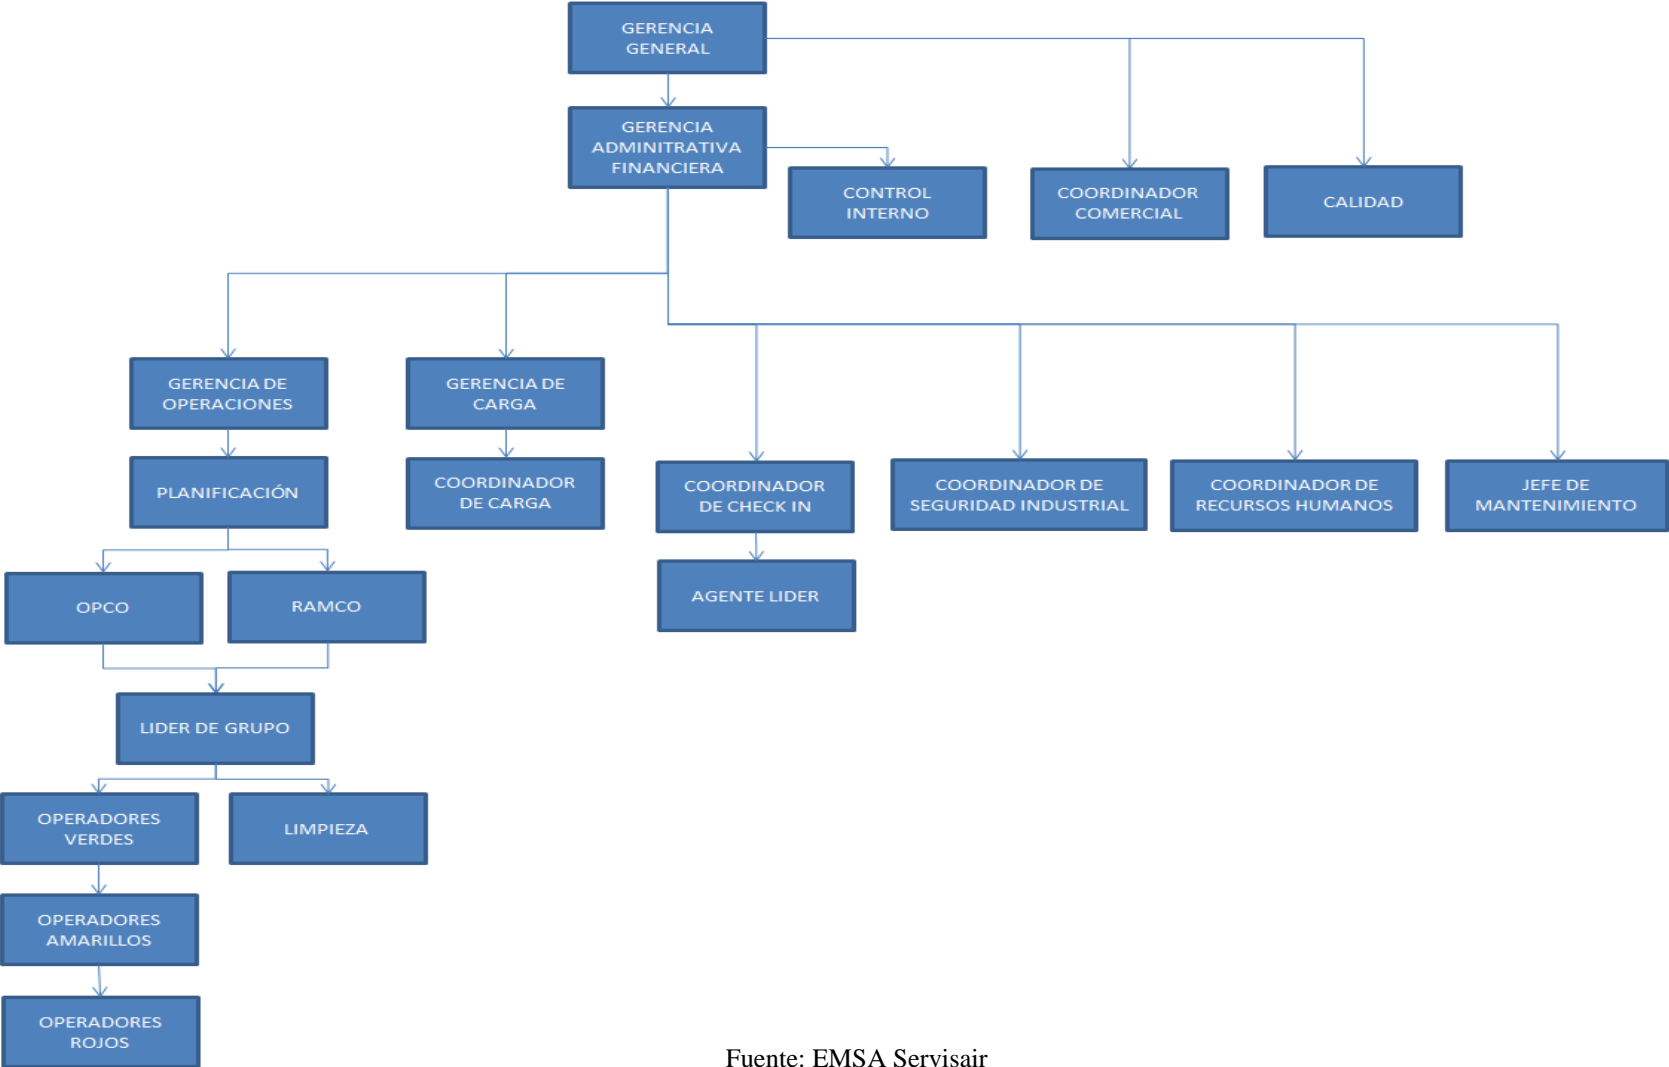 GERENCIA
GENERAL
GERENCIA
ADMINITRATIVA
FINANCIERA
CONTROL
INTERNO
COORDINADOR
COMERCIAL
CALIDAD
GERENCIA DE
OPERACIONES
GERENCIA DE
CARGA
PLANIFICACIÓN
COORDINADOR
DE CARGA
COORDINADOR
DE CHECK IN
COORDINADOR DE
SEGURIDAD INDUSTRIAL
COORDINADOR DE
RECURSOS HUMANOS
JEFE DE
MANTENIMIENTO
OPCO
RAMCO
AGENTE LIDER
LIDER DE GRUPO
OPERADORES
VERDES
LIMPIEZA
OPERADORES
AMARILLOS
OPERADORES
ROJOS
Fuente: EMSA Servisair